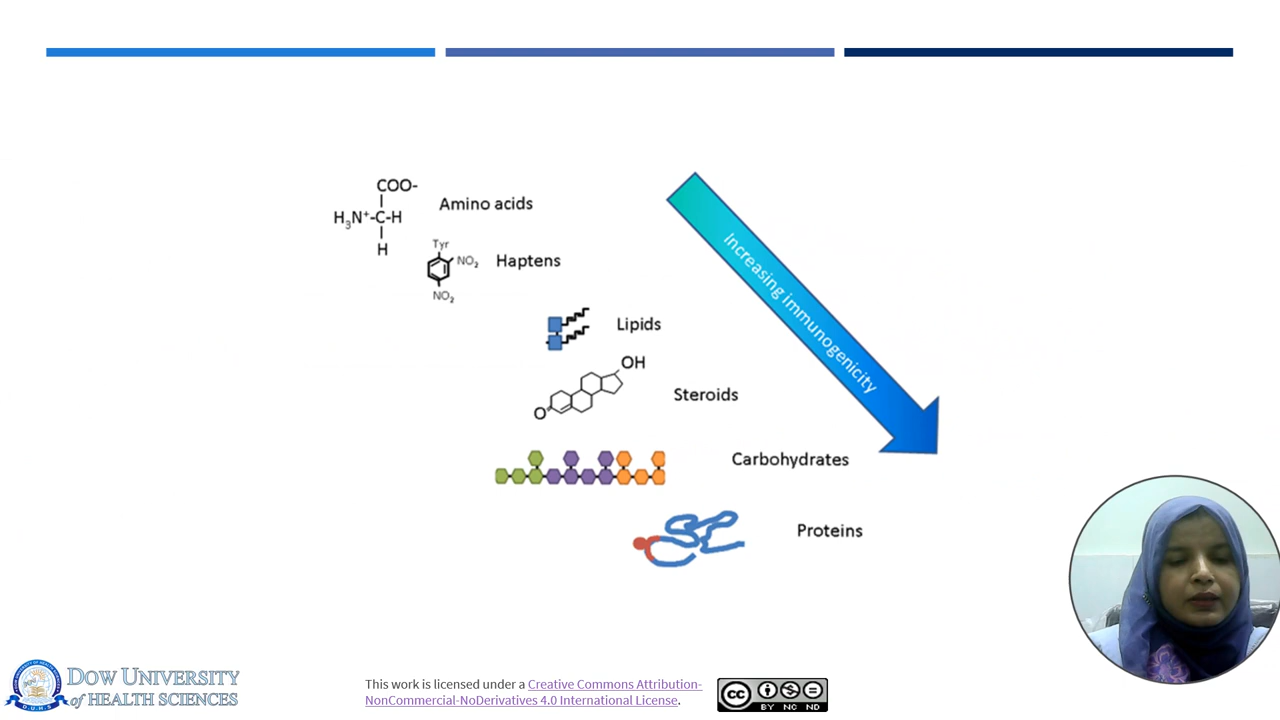 COO-
H₃N⁺-C-H
H
Amino acids
Tyr
NO₂
NO₂
Haptens
Lipids
OH
O
Steroids
Carbohydrates
Proteins
Increasing immunogenicity
DOW UNIVERSITY
of HEALTH SCIENCES
D.U.H.S
This work is licensed under a Creative Commons Attribution-
NonCommercial-NoDerivatives 4.0 International License.
cc
BY NC ND